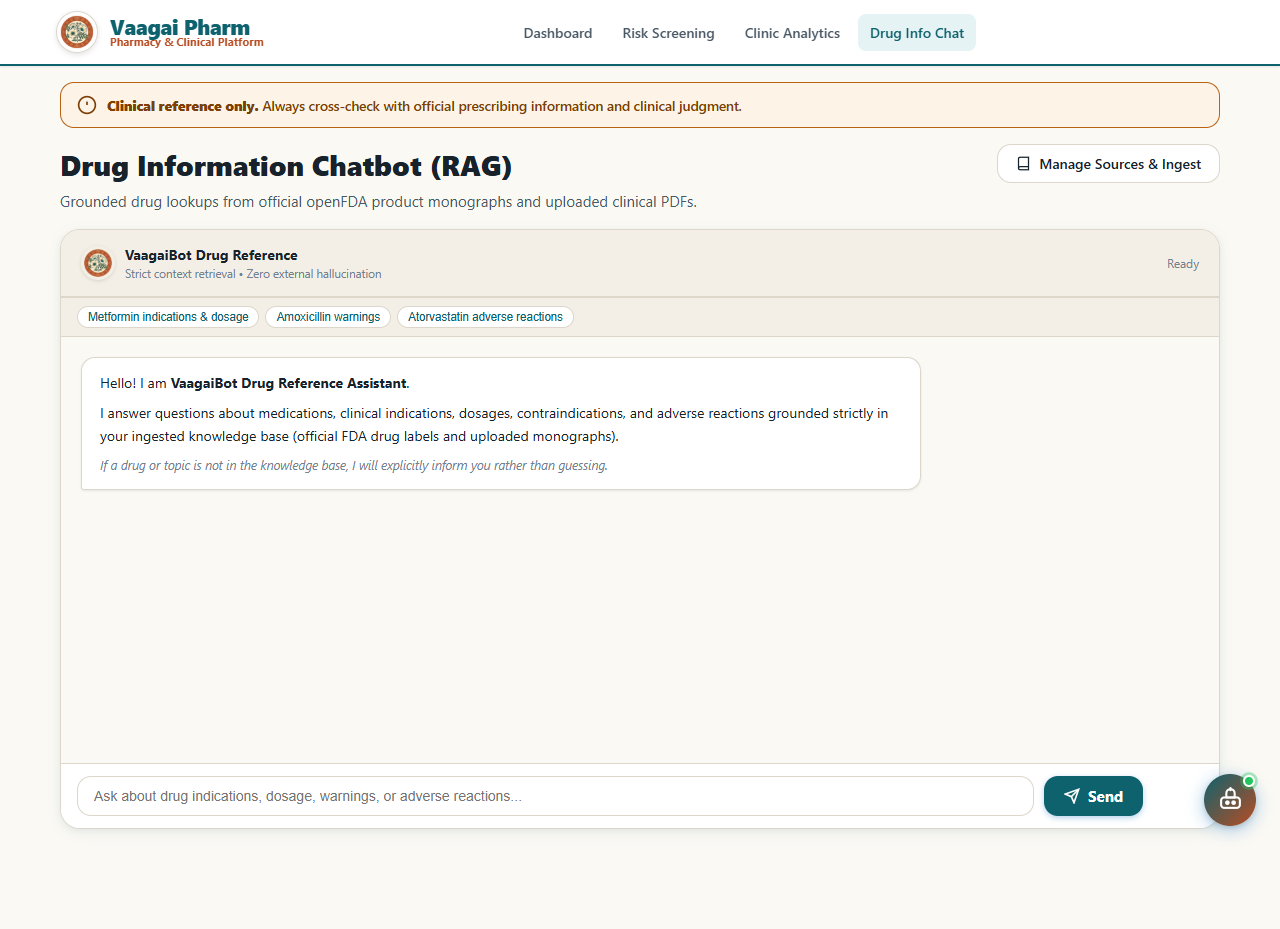 Vaagai Pharm
Pharmacy & Clinical Platform
Dashboard
Risk Screening
Clinic Analytics
Drug Info Chat
Clinical reference only. Always cross-check with official prescribing information and clinical judgment.
Drug Information Chatbot (RAG)
Manage Sources & Ingest
Grounded drug lookups from official openFDA product monographs and uploaded clinical PDFs.
VaagaiBot Drug Reference
Strict context retrieval • Zero external hallucination
Ready
Metformin indications & dosage
Amoxicillin warnings
Atorvastatin adverse reactions
Hello! I am VaagaiBot Drug Reference Assistant.
I answer questions about medications, clinical indications, dosages, contraindications, and adverse reactions grounded strictly in
your ingested knowledge base (official FDA drug labels and uploaded monographs).
If a drug or topic is not in the knowledge base, I will explicitly inform you rather than guessing.
Ask about drug indications, dosage, warnings, or adverse reactions...
Send